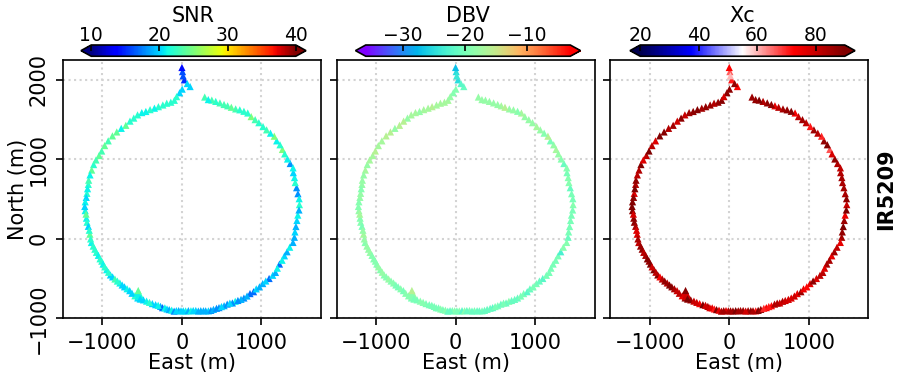 SNR DBV Xc
10 20 30 40 −30 −20 −10 20 40 60 80
2000
1000
0
−1000
North (m)
IR5209
−1000 0 1000 −1000 0 1000 −1000 0 1000
East (m) East (m) East (m)